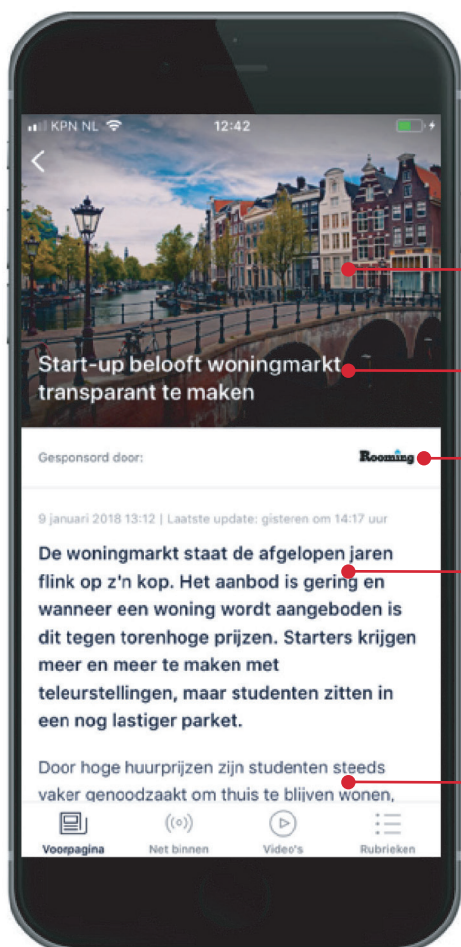 KPN NL 12:42
Start-up belooft woningmarkt
transparant te maken
Gesponsord door: Rooming
9 januari 2018 13:12 | Laatste update: gisteren om 14:17 uur
De woningmarkt staat de afgelopen jaren
flink op z'n kop. Het aanbod is gering en
wanneer een woning wordt aangeboden is
dit tegen torenhoge prijzen. Starters krijgen
meer en meer te maken met
teleurstellingen, maar studenten zitten in
een nog lastiger parket.
Door hoge huurprijzen zijn studenten steeds
vaker genoodzaakt om thuis te blijven wonen,
Voorpagina Net binnen Video's Rubrieken